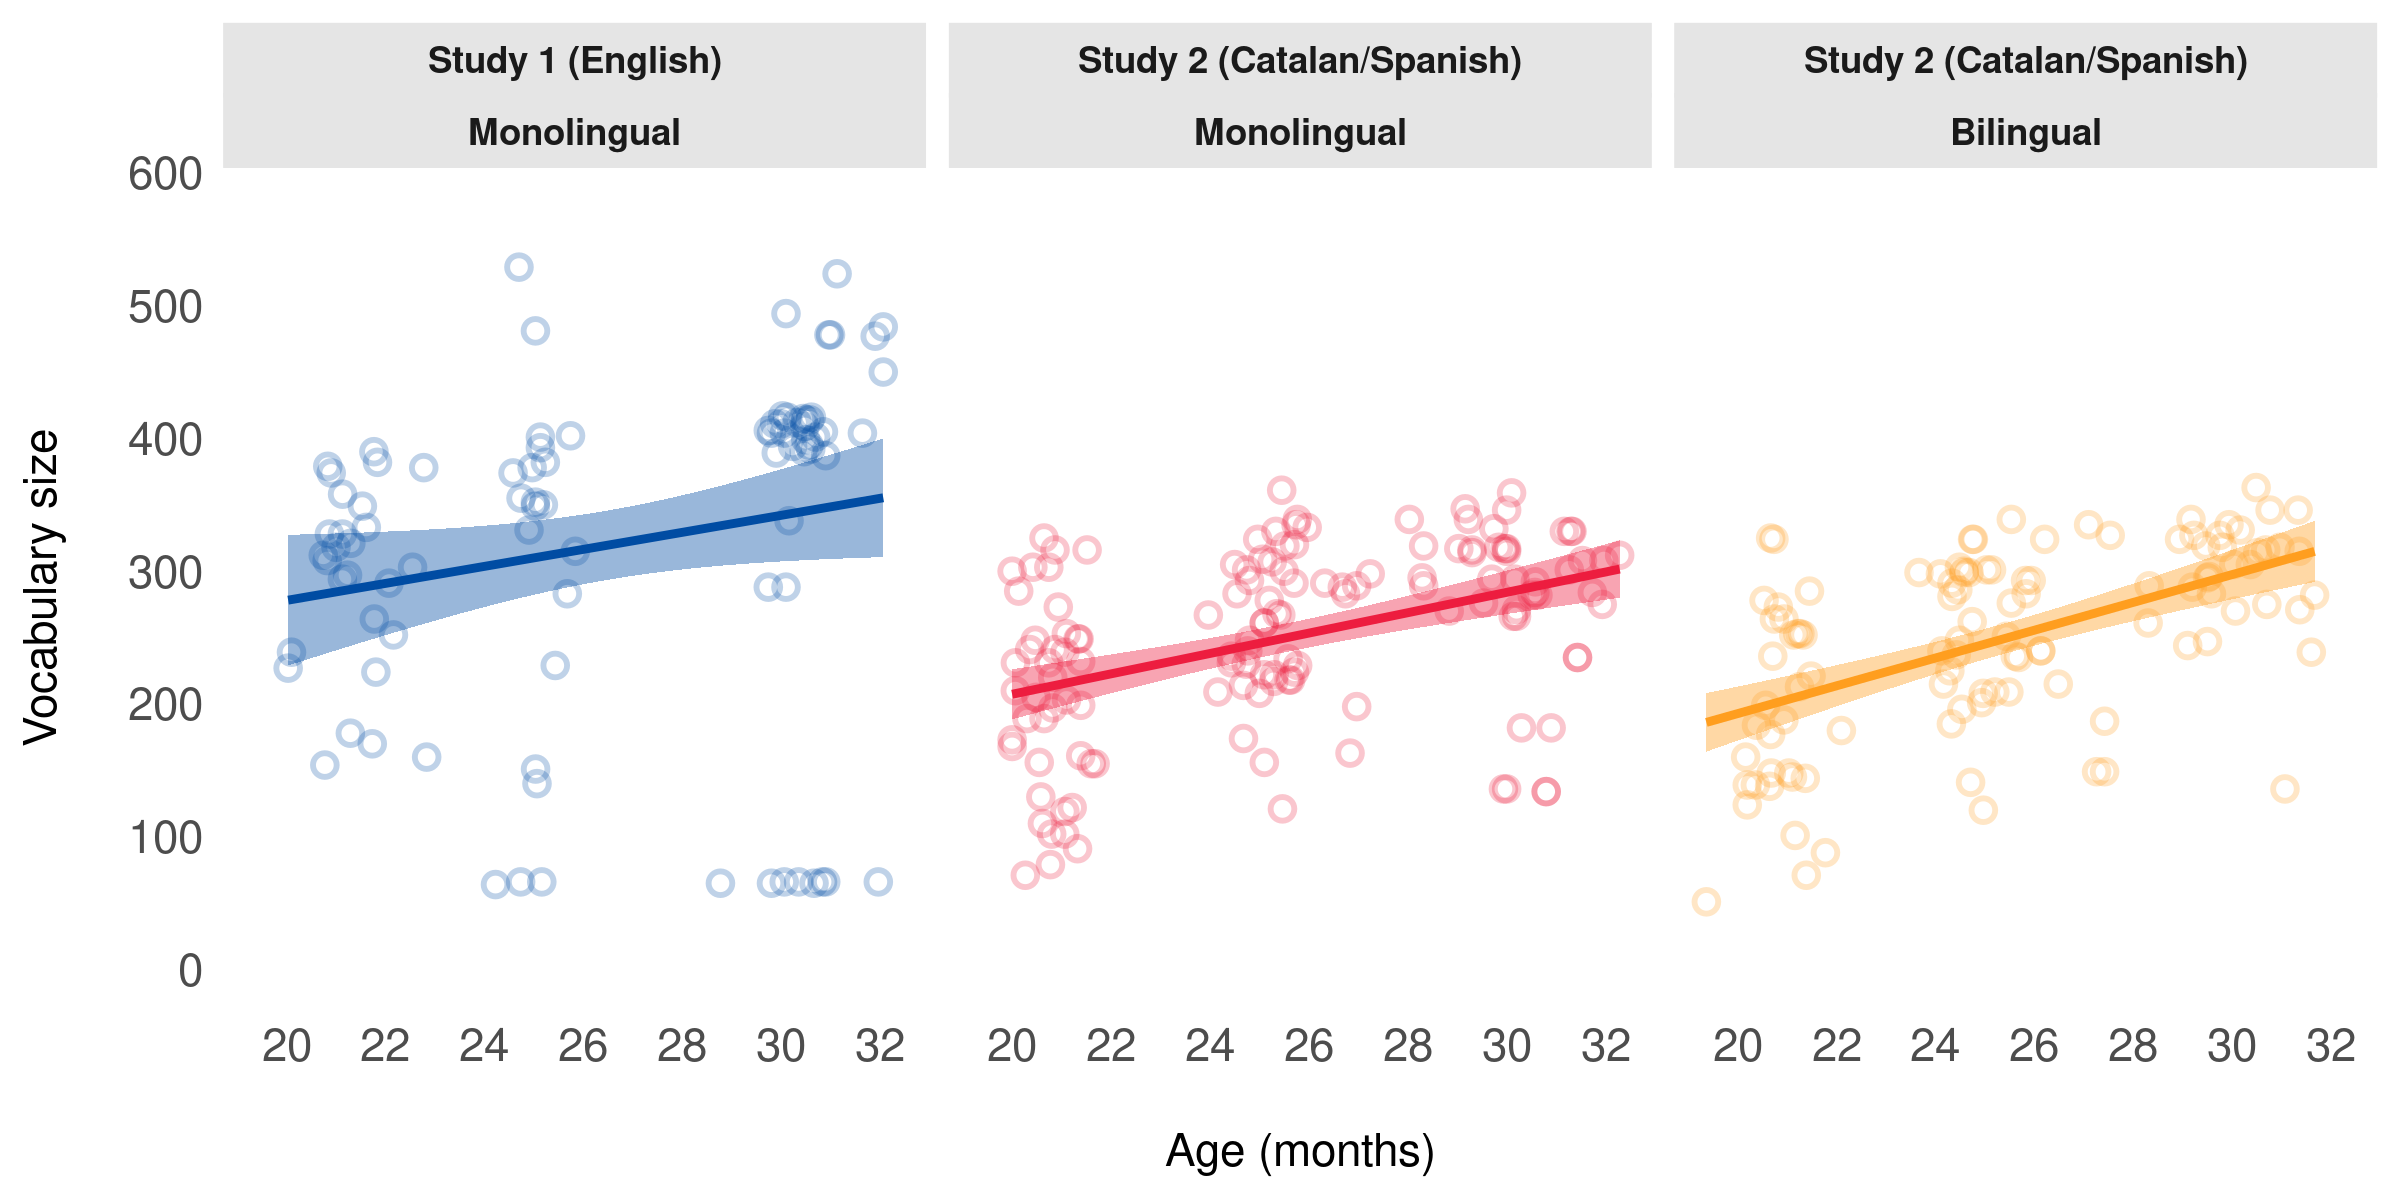 Study 1 (English)
Monolingual
Study 2 (Catalan/Spanish)
Monolingual
Study 2 (Catalan/Spanish)
Bilingual
Vocabulary size
600
500
400
300
200
100
0
20 22 24 26 28 30 32
20 22 24 26 28 30 32
20 22 24 26 28 30 32
Age (months)